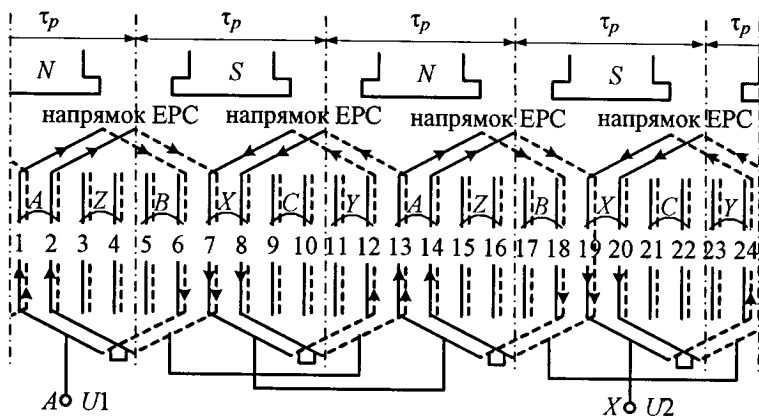 τp τp τp τp τp
N S N S
напрямок ЕРС напрямок ЕРС напрямок ЕРС напрямок ЕРС
A Z B X C Y A Z B X C Y
1 2 3 4 5 6 7 8 9 10 11 12 13 14 15 16 17 18 19 20 21 22 23 24
A U1 X U2